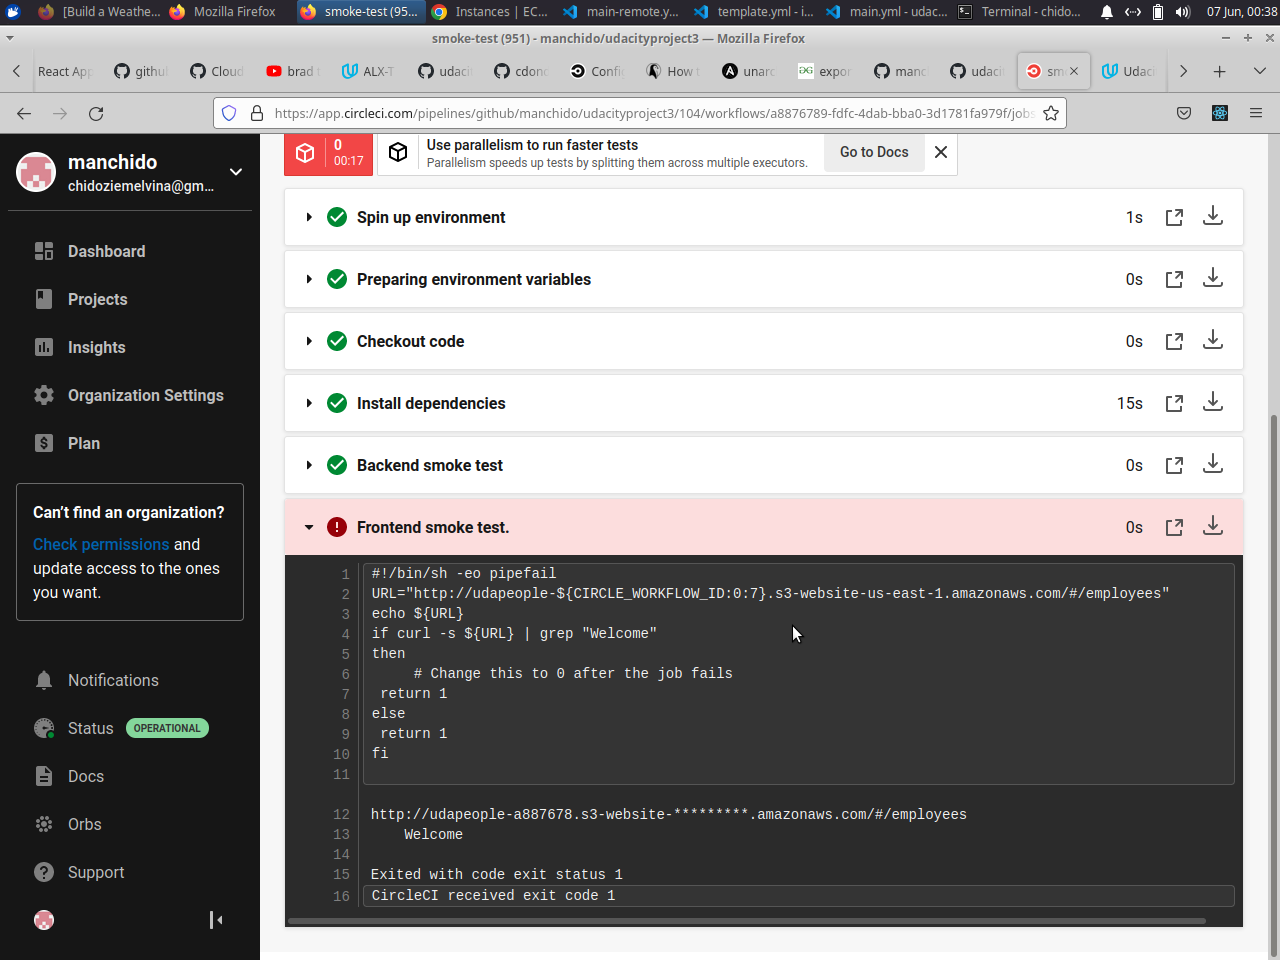 [Build a Weathe...
Mozilla Firefox
smoke-test (95...
Instances | EC...
main-remote.y...
template.yml - i...
main.yml - udac...
Terminal - chido...
07 Jun, 00:38
smoke-test (951) - manchido/udacityproject3 — Mozilla Firefox
React App
githu
Cloud
brad t
ALX-T
udaci
cdond
Confi
How t
unar
expor
manc
udaci
smo
Udac
https://app.circleci.com/pipelines/github/manchido/udacityproject3/104/workflows/a8876789-fdfc-4dab-bba0-3d1781fa979f/jobs
manchido
chidoziemelvina@gm...
Dashboard
Projects
Insights
Organization Settings
Plan
Can't find an organization?
Check permissions and
update access to the ones
you want.
Notifications
Status OPERATIONAL
Docs
Orbs
Support
0
00:17
Use parallelism to run faster tests
Parallelism speeds up tests by splitting them across multiple executors.
Go to Docs
Spin up environment 1s
Preparing environment variables 0s
Checkout code 0s
Install dependencies 15s
Backend smoke test 0s
Frontend smoke test. 0s
1 #!/bin/sh -eo pipefail
2 URL="http://udapeople-${CIRCLE_WORKFLOW_ID:0:7}.s3-website-us-east-1.amazonaws.com/#/employees"
3 echo ${URL}
4 if curl -s ${URL} | grep "Welcome"
5 then
6 # Change this to 0 after the job fails
7 return 1
8 else
9 return 1
10 fi
11
12 http://udapeople-a887678.s3-website-*********.amazonaws.com/#/employees
13 Welcome
14
15 Exited with code exit status 1
16 CircleCI received exit code 1